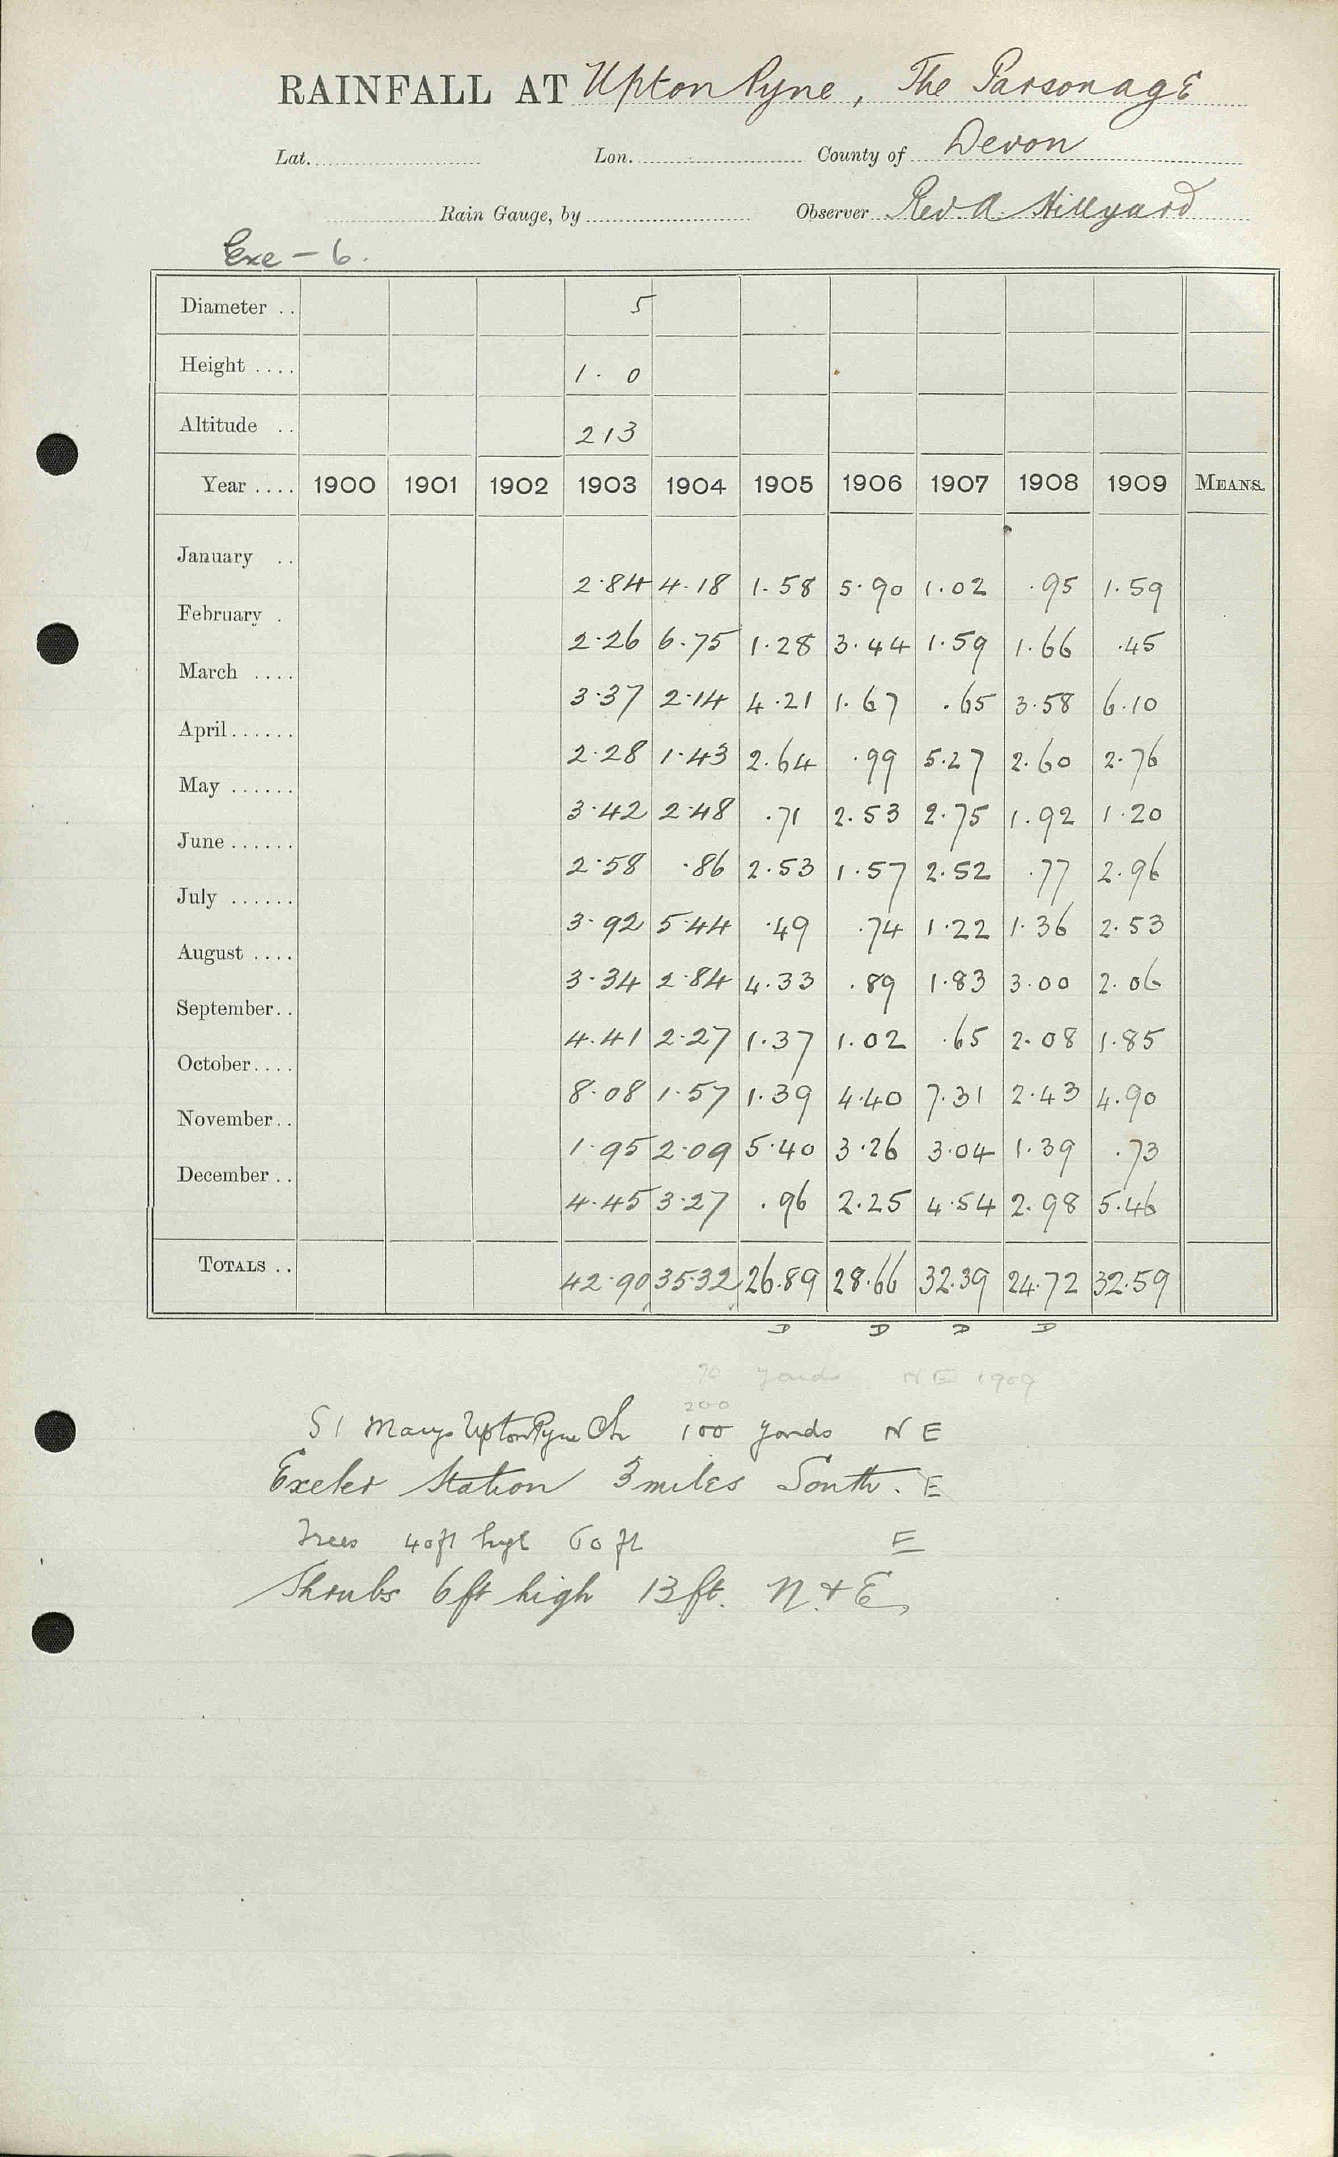 RAINFALL AT Upton Pyne, The Parsonage
Lat. Lon. County of Devon
Rain Gauge, by Observer Rev. A. Hillyard
Exe - 6.
Diameter .. 5
Height .... 1 . 0
Altitude .. 213
Year .... 1900 1901 1902 1903 1904 1905 1906 1907 1908 1909 MEANS.
January .. 2.84 4.18 1.58 5.90 1.02 .95 1.59
February . 2.26 6.75 1.28 3.44 1.59 1.66 .45
March .... 3.37 2.14 4.21 1.67 .65 3.58 6.10
April...... 2.28 1.43 2.64 .99 5.27 2.60 2.76
May ...... 3.42 2.48 .71 2.53 2.75 1.92 1.20
June ...... 2.58 .86 2.53 1.57 2.52 .77 2.96
July ...... 3.92 5.44 .49 .74 1.22 1.36 2.53
August .... 3.34 2.84 4.33 .89 1.83 3.00 2.06
September.. 4.41 2.27 1.37 1.02 .65 2.08 1.85
October.... 8.08 1.57 1.39 4.40 7.31 2.43 4.90
November.. 1.95 2.09 5.40 3.26 3.04 1.39 .73
December .. 4.45 3.27 .96 2.25 4.54 2.98 5.46
TOTALS .. 42.90 35.32 26.89 28.66 32.39 24.72 32.59
D D D D
70 yards NE 1909
200
St Marys Upton Pyne Ch 100 yards N E
Exeter Station 3 miles South. E
Trees 40ft high 60 ft E
Shrubs 6ft high 13 ft. N. + E,